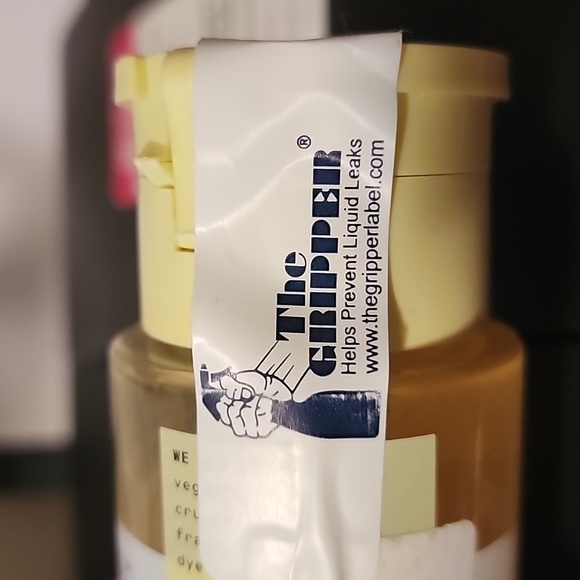 The
GRIPPER®
Helps Prevent Liquid Leaks
www.thegripperlabel.com
WE
veg
cru
fra
dye